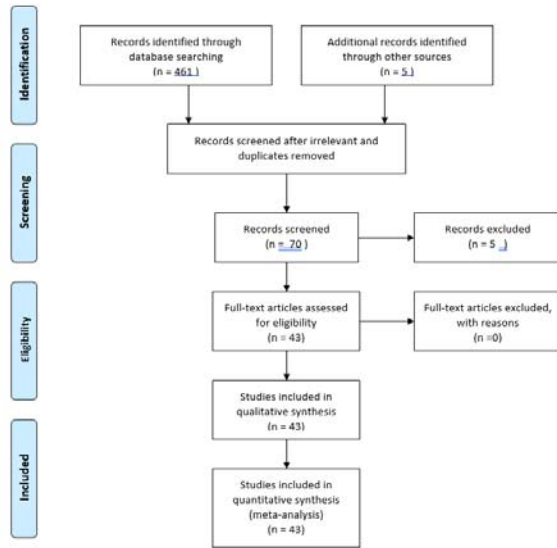 Identification
Records identified through
database searching
(n = 461 )
Additional records identified
through other sources
(n = 5 )
Records screened after irrelevant and
duplicates removed
Screening
Records screened
(n = 70 )
Records excluded
(n = 5 )
Eligibility
Full-text articles assessed
for eligibility
(n = 43)
Full-text articles excluded,
with reasons
(n =0)
Studies included in
qualitative synthesis
(n = 43)
Included
Studies included in
quantitative synthesis
(meta-analysis)
(n = 43)